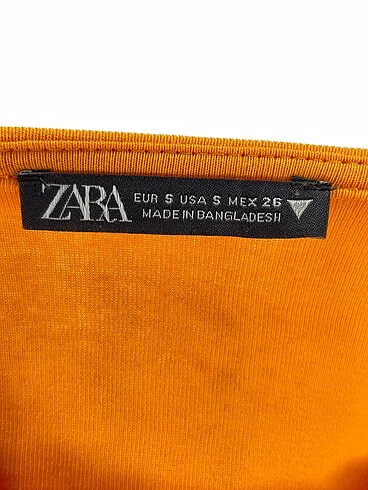 ZARA
EUR S USA S MEX 26
MADE IN BANGLADESH